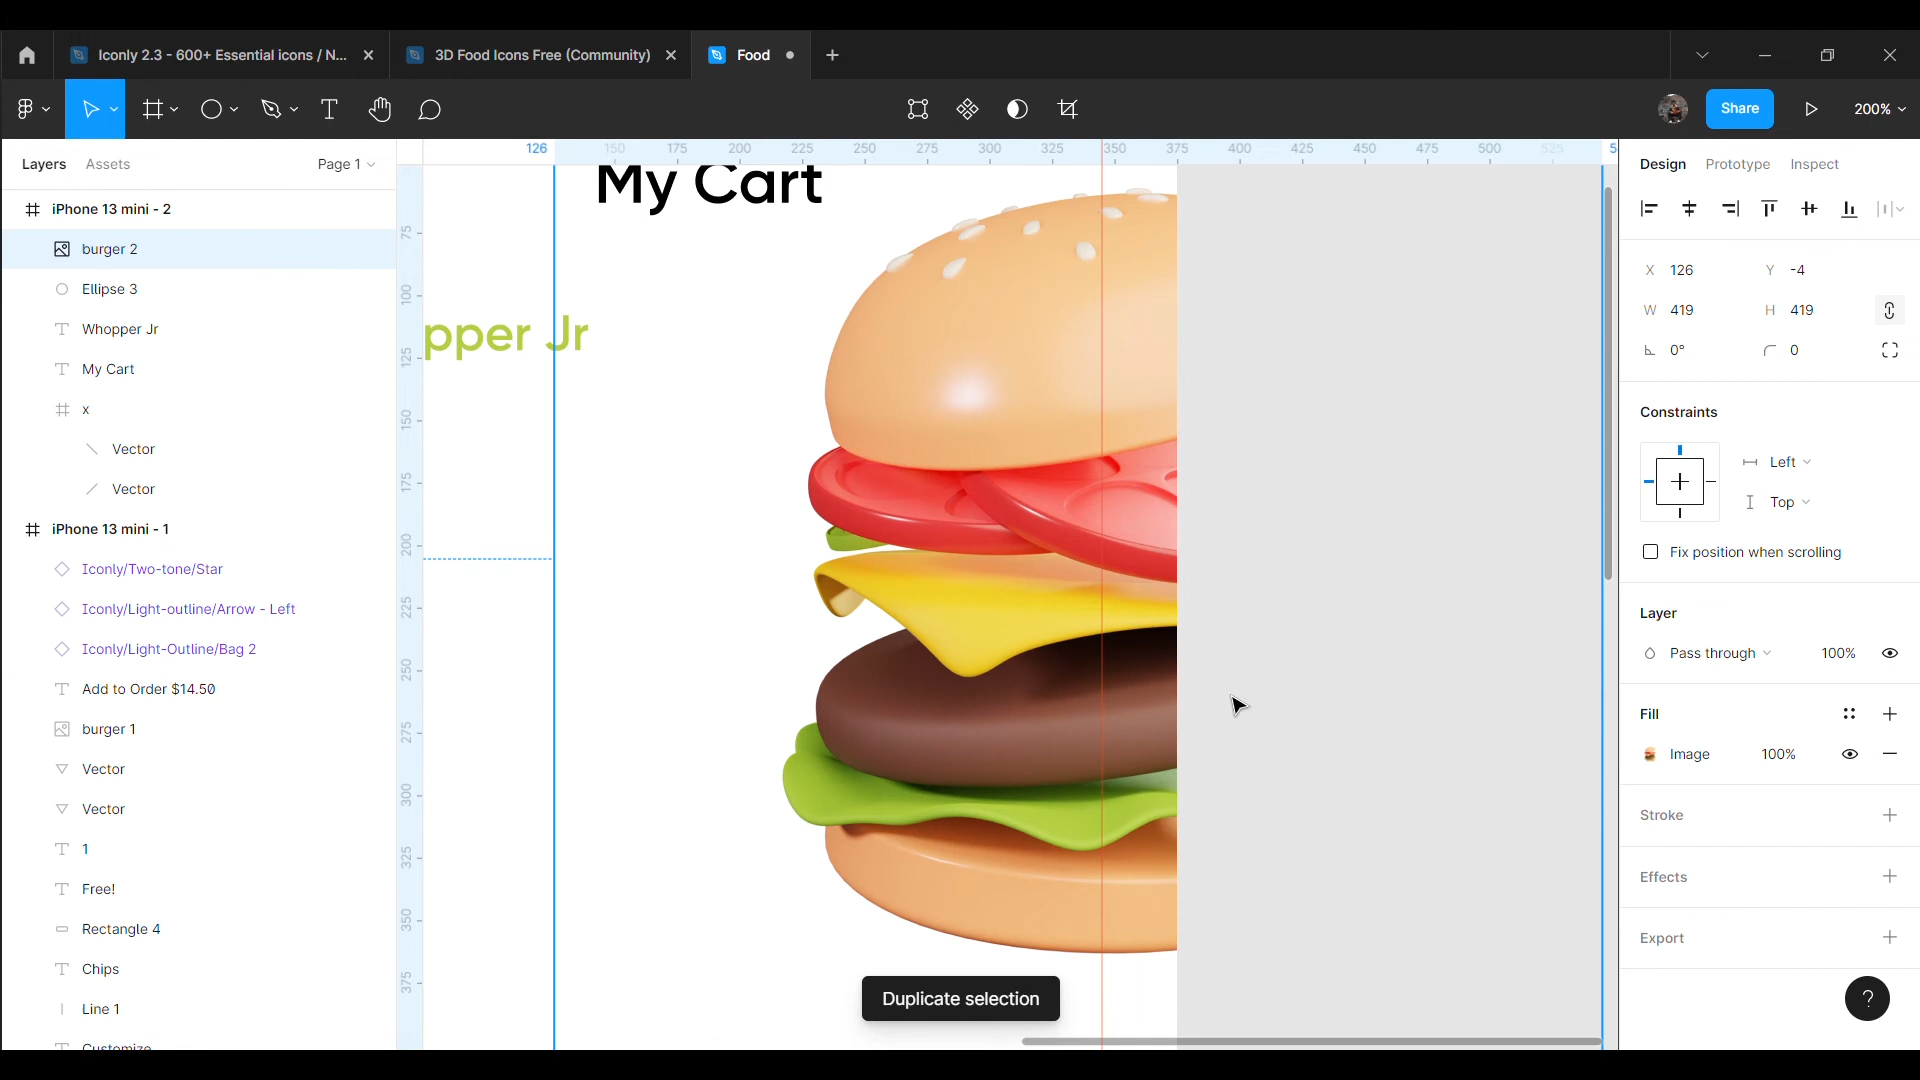 Iconly 2.3 - 600+ Essential icons / N...
3D Food Icons Free (Community)
Food
Share
200%
Layers
Assets
Page 1
iPhone 13 mini - 2
burger 2
Ellipse 3
Whopper Jr
My Cart
x
Vector
Vector
iPhone 13 mini - 1
Iconly/Two-tone/Star
Iconly/Light-outline/Arrow - Left
Iconly/Light-Outline/Bag 2
Add to Order $14.50
burger 1
Vector
Vector
1
Free!
Rectangle 4
Chips
Line 1
Customize
126 150 175 200 225 250 275 300 325 350 375 400 425 450 475 500 525
75
100
125
150
175
200
225
250
275
300
325
350
375
My Cart
pper Jr
Duplicate selection
Design
Prototype
Inspect
X 126
Y -4
W 419
H 419
0°
0
Constraints
Left
Top
Fix position when scrolling
Layer
Pass through
100%
Fill
Image
100%
Stroke
Effects
Export
?